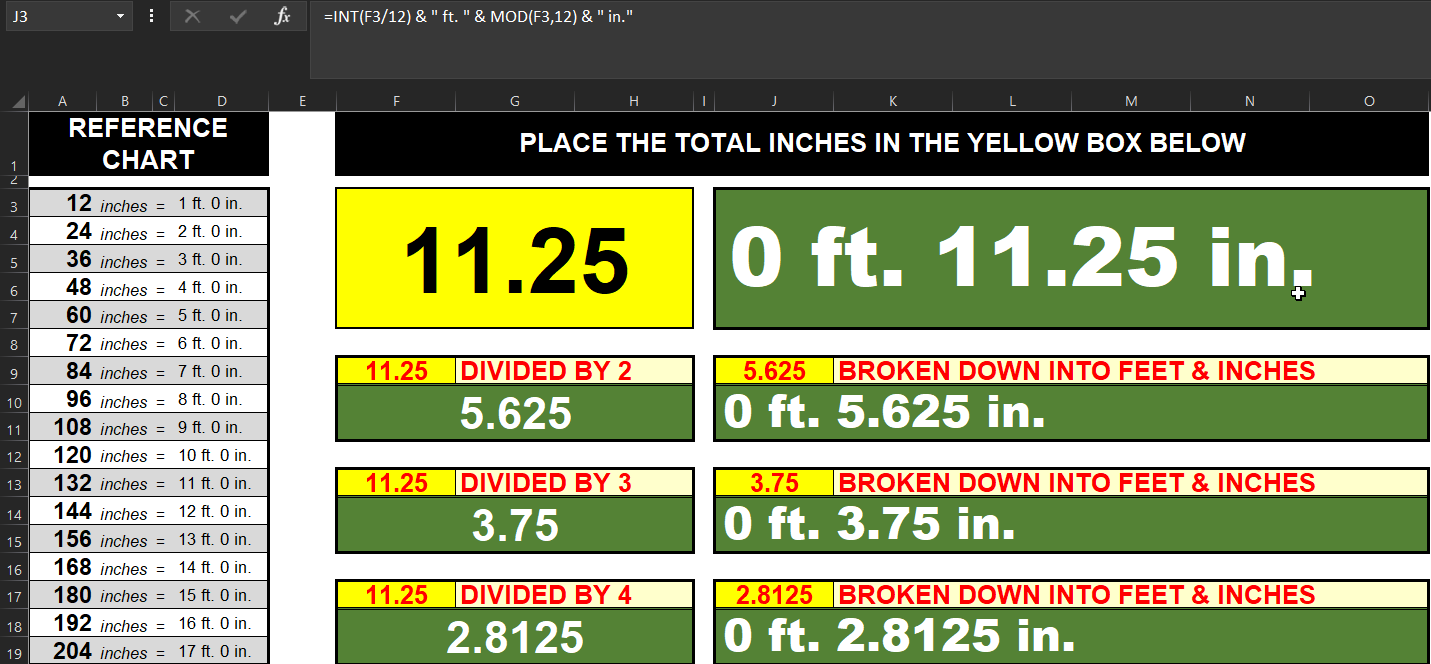 J3 fx =INT(F3/12) & " ft. " & MOD(F3,12) & " in."
A B C D E F G H I J K L M N O
1 REFERENCE CHART PLACE THE TOTAL INCHES IN THE YELLOW BOX BELOW
2
3 12 inches = 1 ft. 0 in.
4 24 inches = 2 ft. 0 in.
5 36 inches = 3 ft. 0 in. 11.25 0 ft. 11.25 in.
6 48 inches = 4 ft. 0 in.
7 60 inches = 5 ft. 0 in.
8 72 inches = 6 ft. 0 in.
9 84 inches = 7 ft. 0 in. 11.25 DIVIDED BY 2 5.625 BROKEN DOWN INTO FEET & INCHES
10 96 inches = 8 ft. 0 in. 5.625 0 ft. 5.625 in.
11 108 inches = 9 ft. 0 in.
12 120 inches = 10 ft. 0 in.
13 132 inches = 11 ft. 0 in. 11.25 DIVIDED BY 3 3.75 BROKEN DOWN INTO FEET & INCHES
14 144 inches = 12 ft. 0 in. 3.75 0 ft. 3.75 in.
15 156 inches = 13 ft. 0 in.
16 168 inches = 14 ft. 0 in.
17 180 inches = 15 ft. 0 in. 11.25 DIVIDED BY 4 2.8125 BROKEN DOWN INTO FEET & INCHES
18 192 inches = 16 ft. 0 in. 2.8125 0 ft. 2.8125 in.
19 204 inches = 17 ft. 0 in.